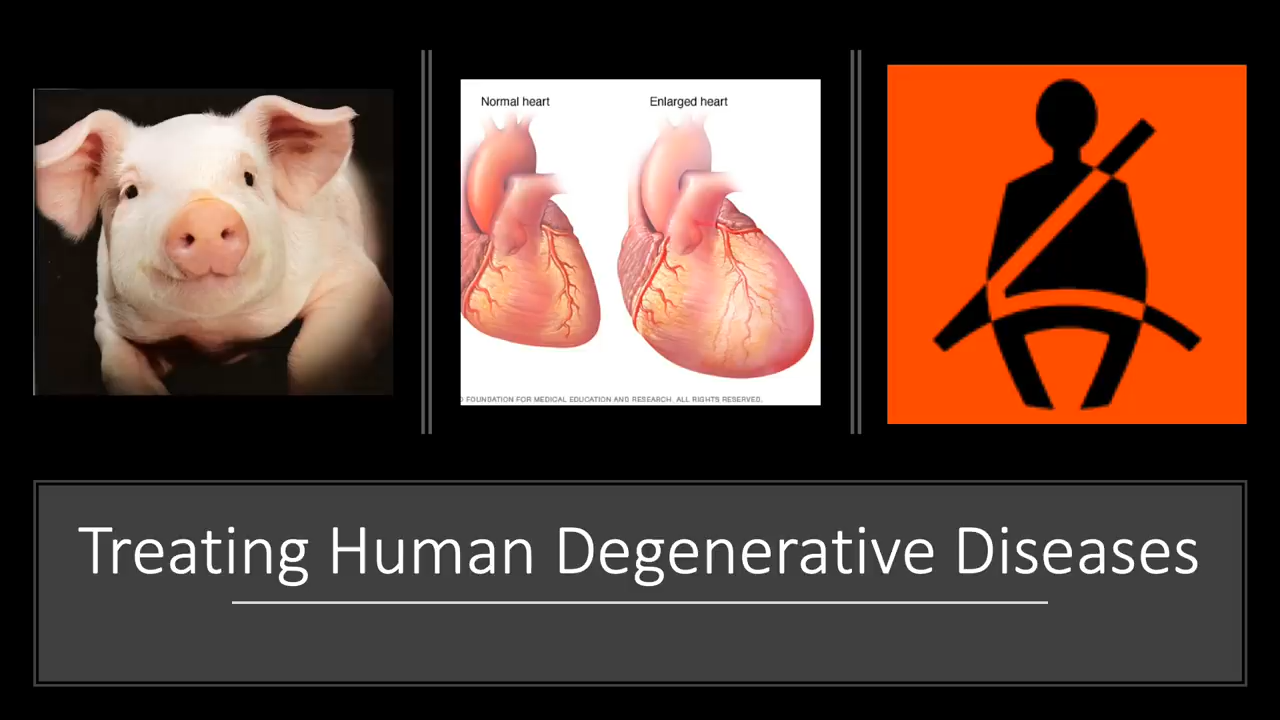 Normal heart
Enlarged heart
FOUNDATION FOR MEDICAL EDUCATION AND RESEARCH. ALL RIGHTS RESERVED.
Treating Human Degenerative Diseases